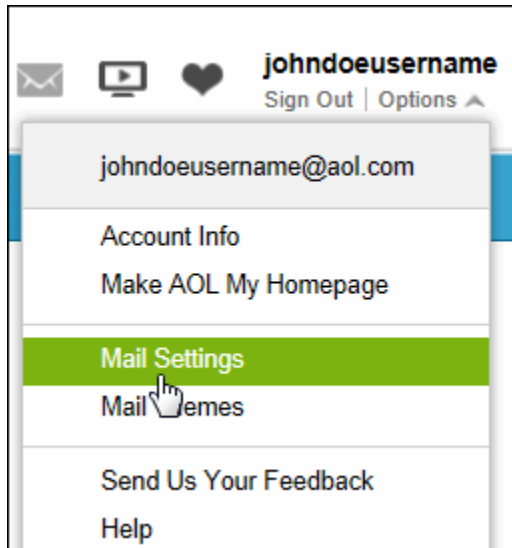 johndoeusername
Sign Out | Options
johndoeusername@aol.com
Account Info
Make AOL My Homepage
Mail Settings
Mail
Send Us Your Feedback
Help